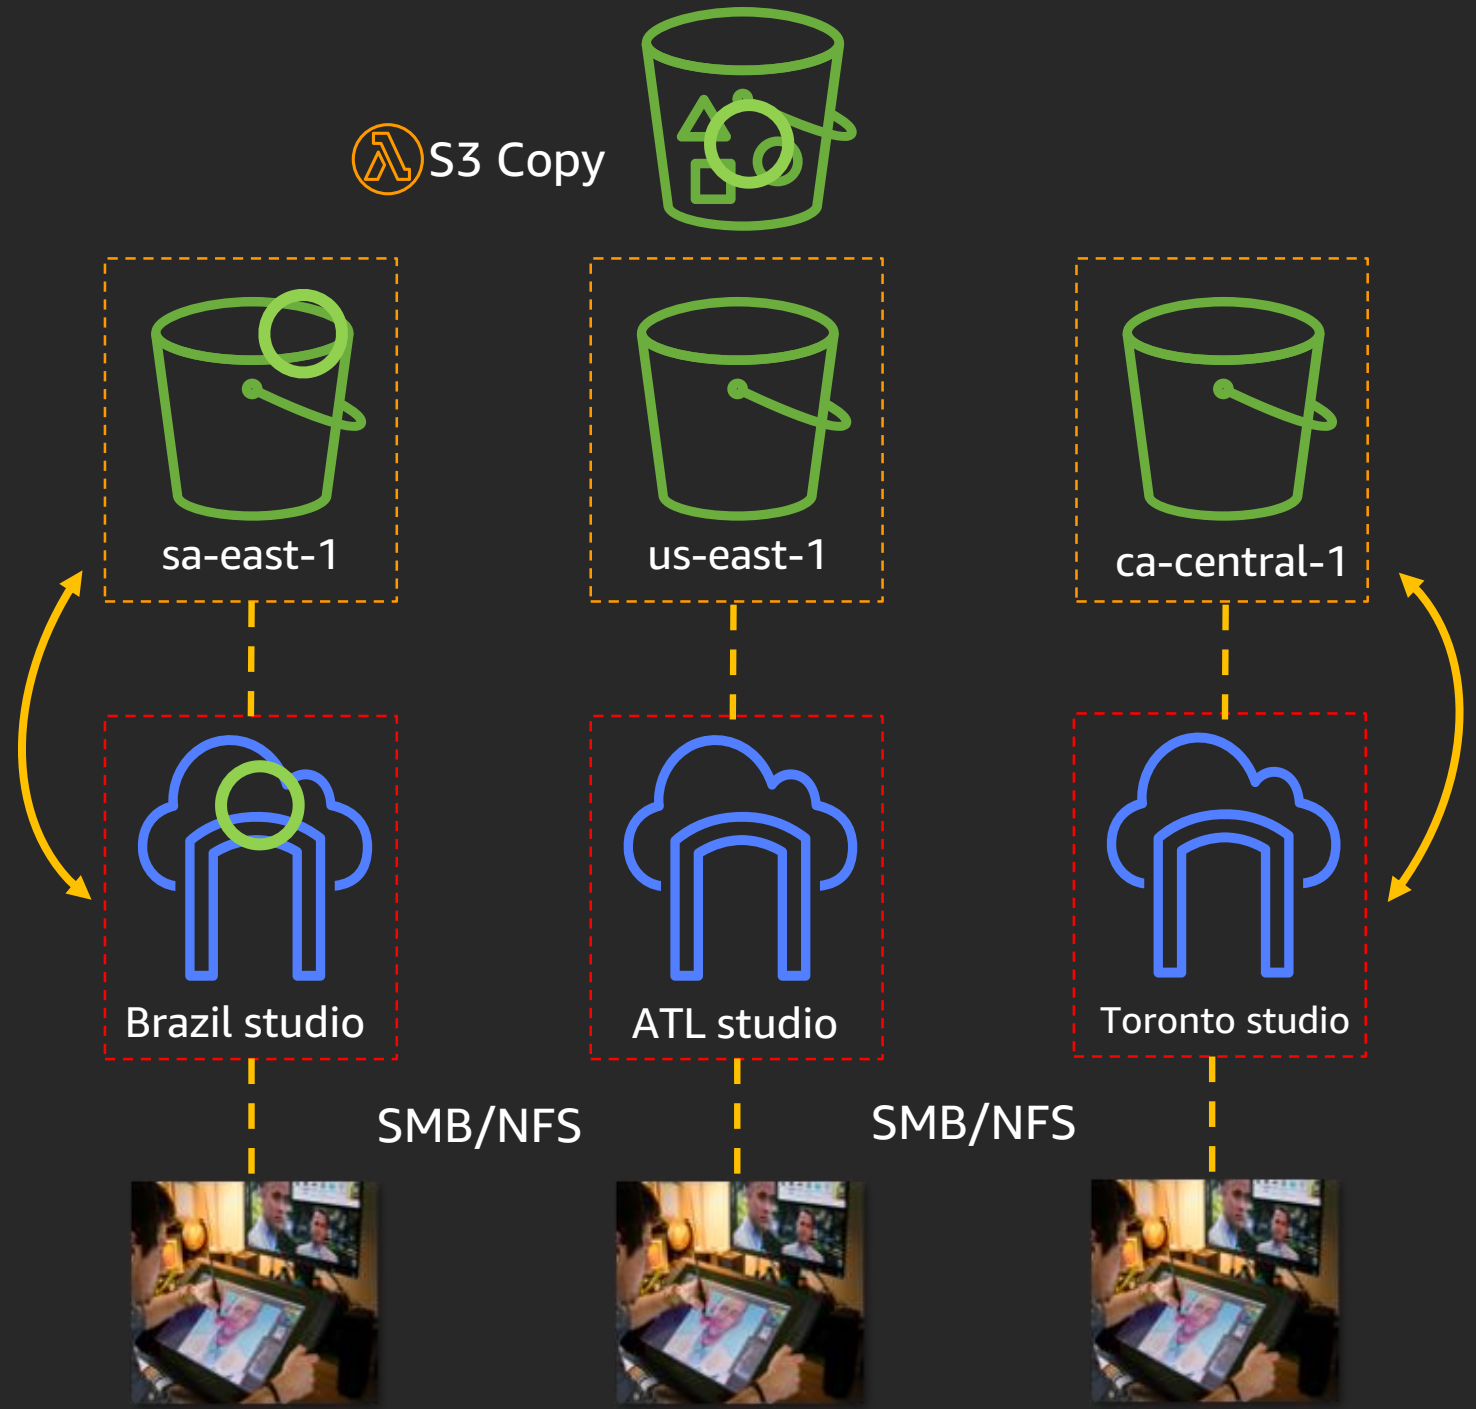 S3 Copy
sa-east-1
us-east-1
ca-central-1
Brazil studio
ATL studio
Toronto studio
SMB/NFS
SMB/NFS